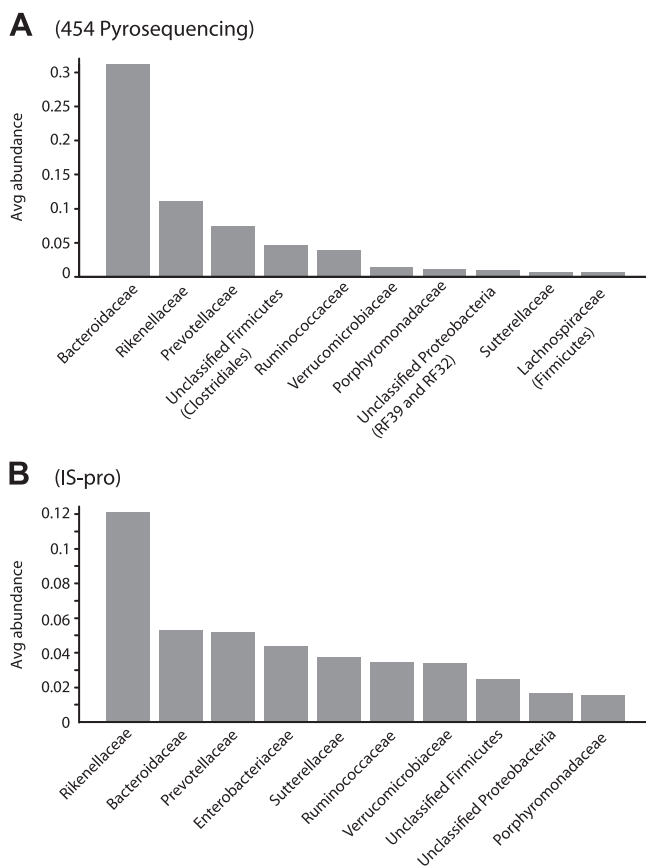 A (454 Pyrosequencing)
Avg abundance
0.3
0.25
0.2
0.15
0.1
0.05
0
Bacteroidaceae
Rikenellaceae
Prevotellaceae
Unclassified Firmicutes
(Clostridiales)
Ruminococcaceae
Verrucomicrobiaceae
Porphyromonadaceae
Unclassified Proteobacteria
(RF39 and RF32)
Sutterellaceae
Lachnospiraceae
(Firmicutes)
B (IS-pro)
Avg abundance
0.12
0.1
0.08
0.06
0.04
0.02
0
Rikenellaceae
Bacteroidaceae
Prevotellaceae
Enterobacteriaceae
Sutterellaceae
Ruminococcaceae
Verrucomicrobiaceae
Unclassified Firmicutes
Unclassified Proteobacteria
Porphyromonadaceae